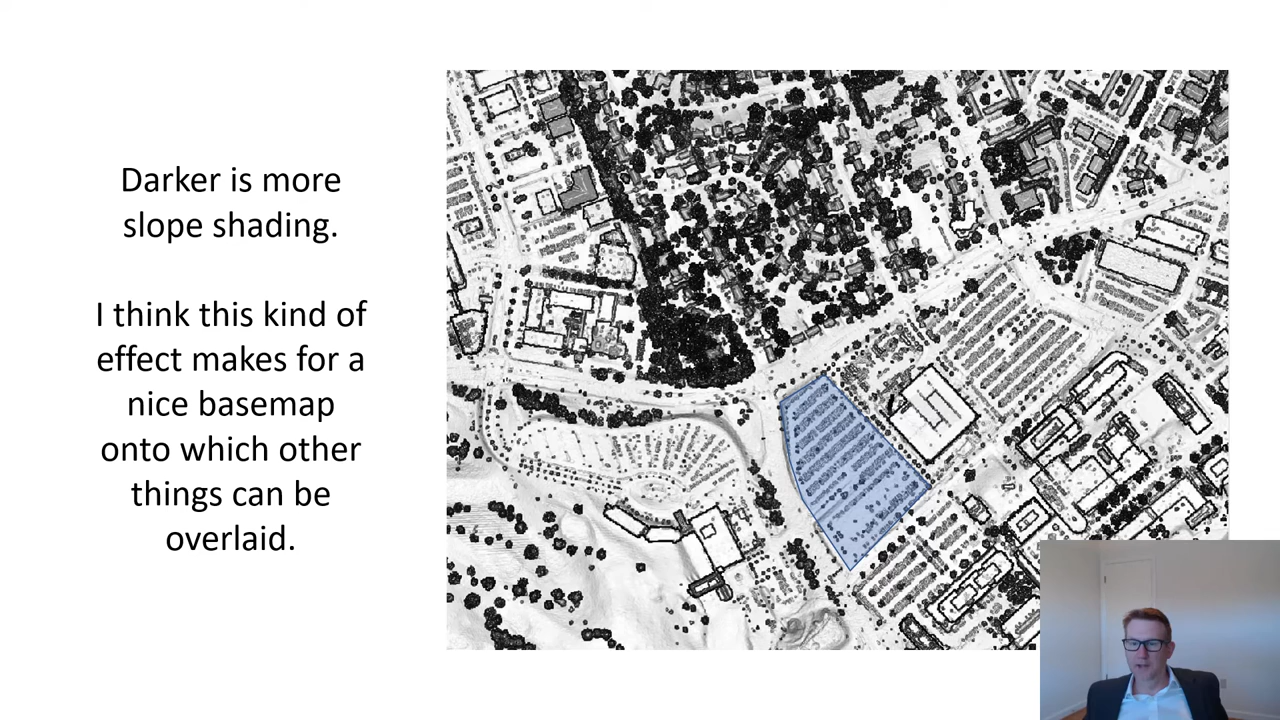 Darker is more
slope shading.
I think this kind of
effect makes for a
nice basemap
onto which other
things can be
overlaid.